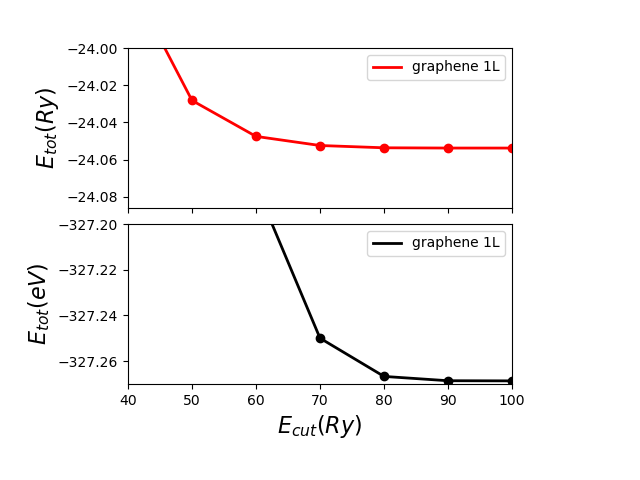 −24.00
−24.02
−24.04
−24.06
−24.08
E_tot(Ry)
graphene 1L
−327.20
−327.22
−327.24
−327.26
E_tot(eV)
graphene 1L
40 50 60 70 80 90 100
E_cut(Ry)